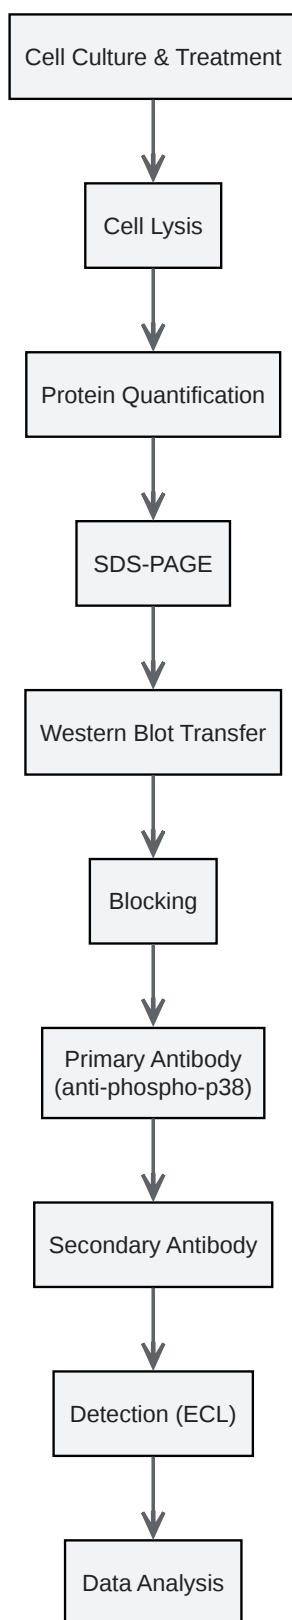 Cell Culture & Treatment
Cell Lysis
Protein Quantification
SDS-PAGE
Western Blot Transfer
Blocking
Primary Antibody
(anti-phospho-p38)
Secondary Antibody
Detection (ECL)
Data Analysis